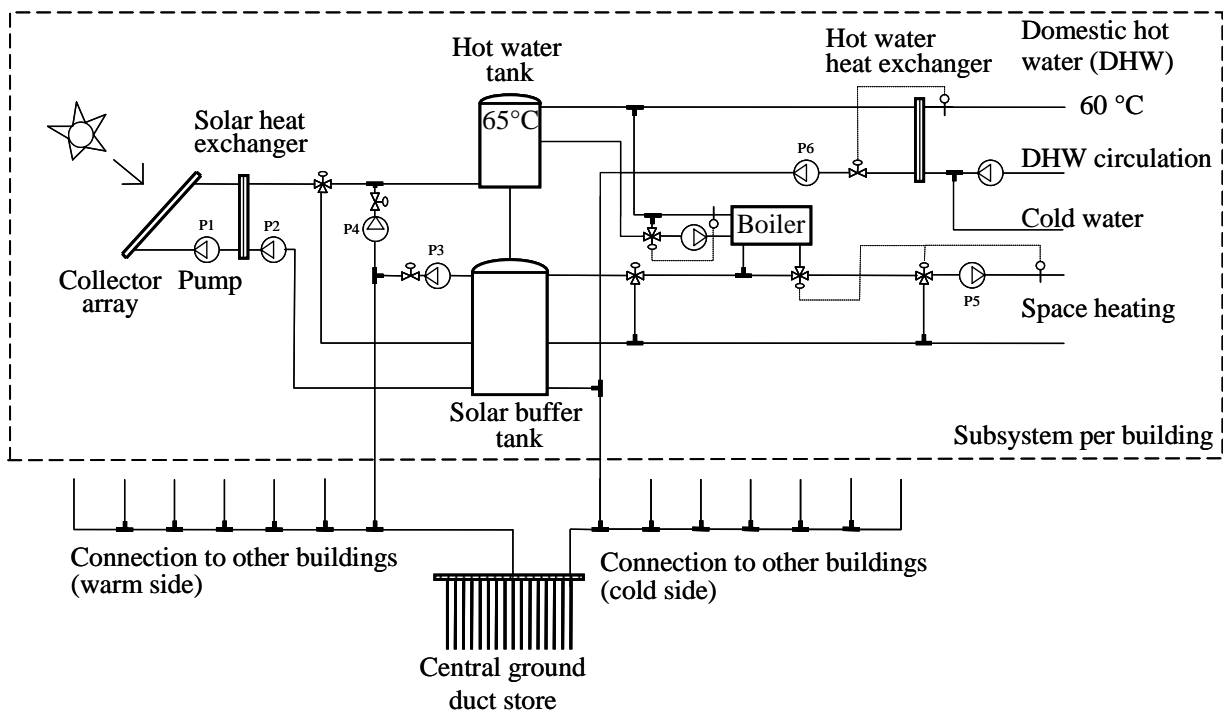 Hot water
tank
65°C
Hot water
heat exchanger
Domestic hot
water (DHW)
60 °C
Solar heat
exchanger
P6
DHW circulation
P1
P2
P4
Boiler
Cold water
P3
Collector
array
Pump
P5
Space heating
Solar buffer
tank
Subsystem per building
Connection to other buildings
(warm side)
Connection to other buildings
(cold side)
Central ground
duct store